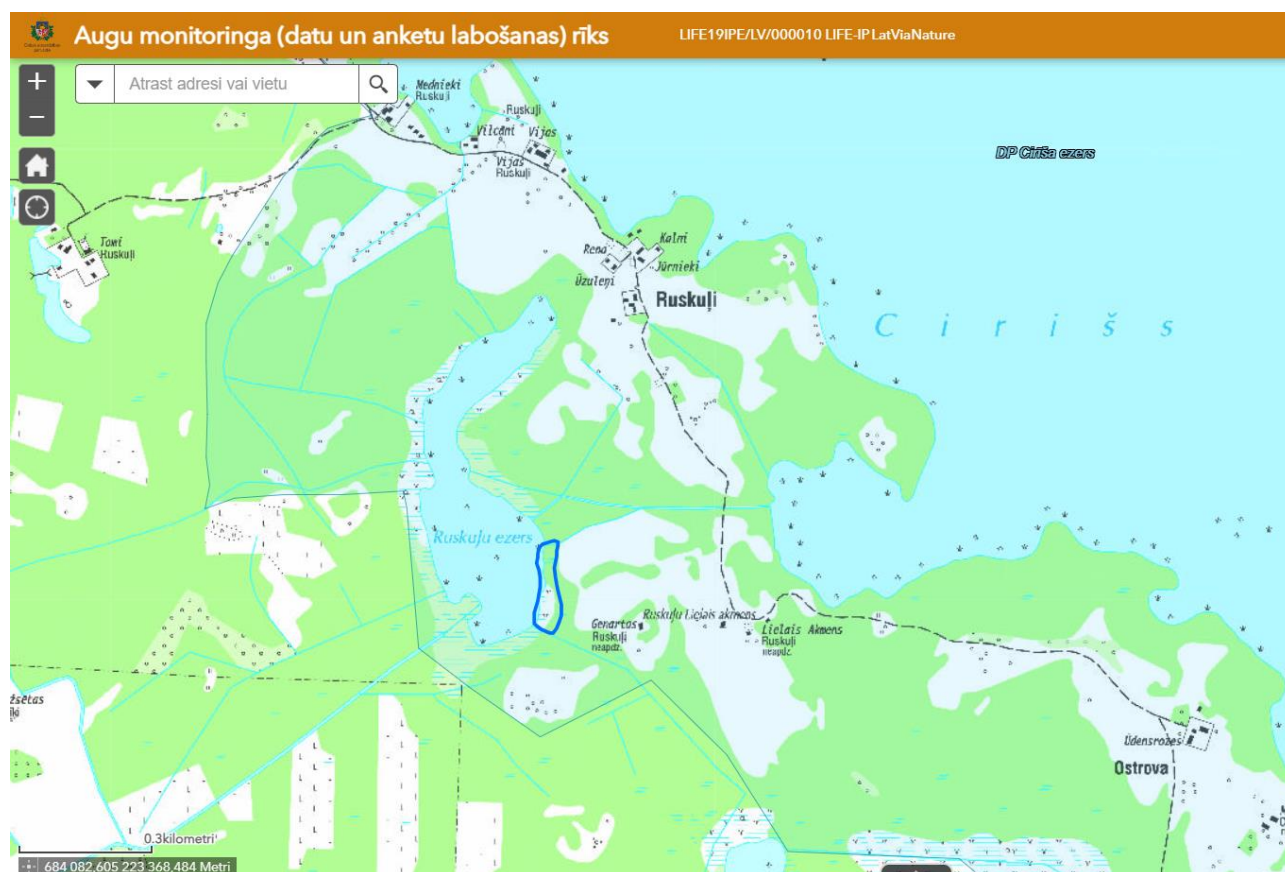 Augu monitoringa (datu un anketu labošanas) rīks
LIFE19IPE/LV/000010 LIFE-IP LatViaNature
+
Atrast adresi vai vietu
−
Mednieki
Ruskuļi
Ruskuļi
Vilcāni
Vijas
Vijas
Ruskuļi
DP Cirīša ezers
Tomi
Ruskuļi
Rena
Kalni
Jūrnieki
Ūzuleņi
Ruskuļi
Cirišs
Ruskuļu ezers
Genartos
Ruskuļi
neapdz.
Ruskuļu Lielais akmens
Lielais Akmens
Ruskuļi
neapdz.
Ūdensrozes
Ostrova
0.3kilometri
684 082,605 223 368,484 Metri